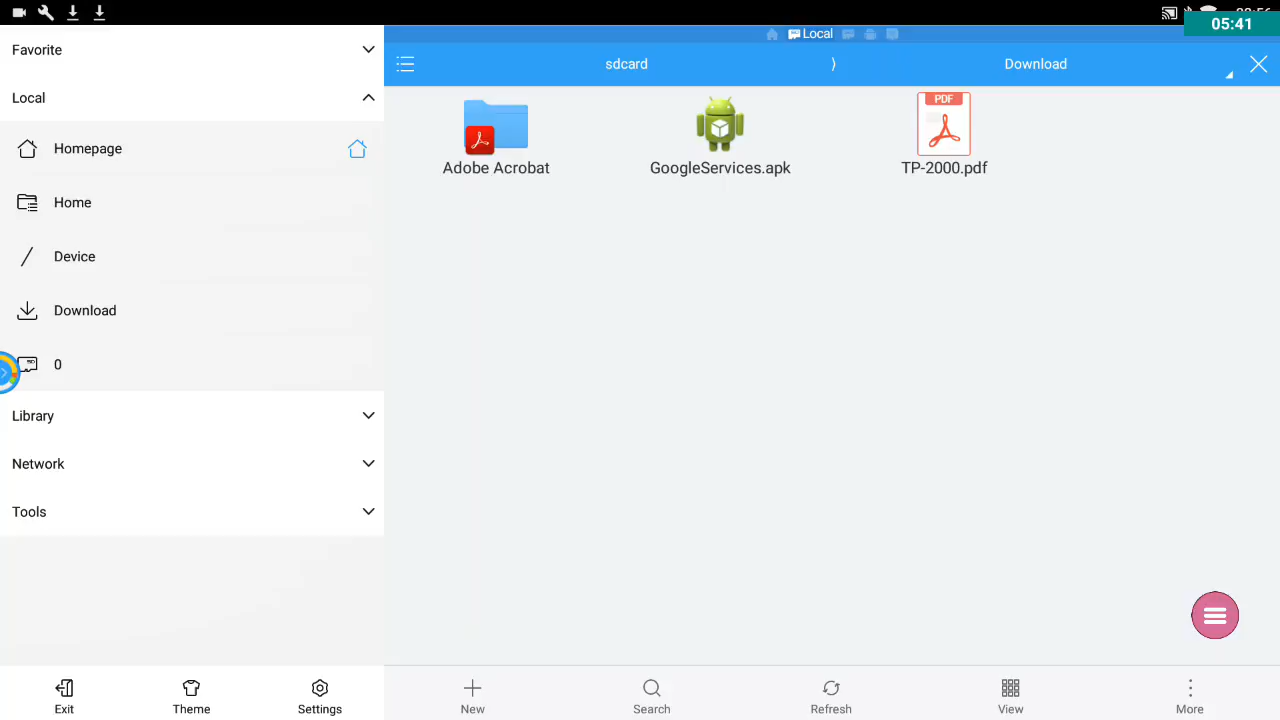 05:41
Favorite
Local
Homepage
Home
Device
Download
0
Library
Network
Tools
Exit
Theme
Settings
Local
sdcard
Download
Adobe Acrobat
GoogleServices.apk
PDF
TP-2000.pdf
New
Search
Refresh
View
More